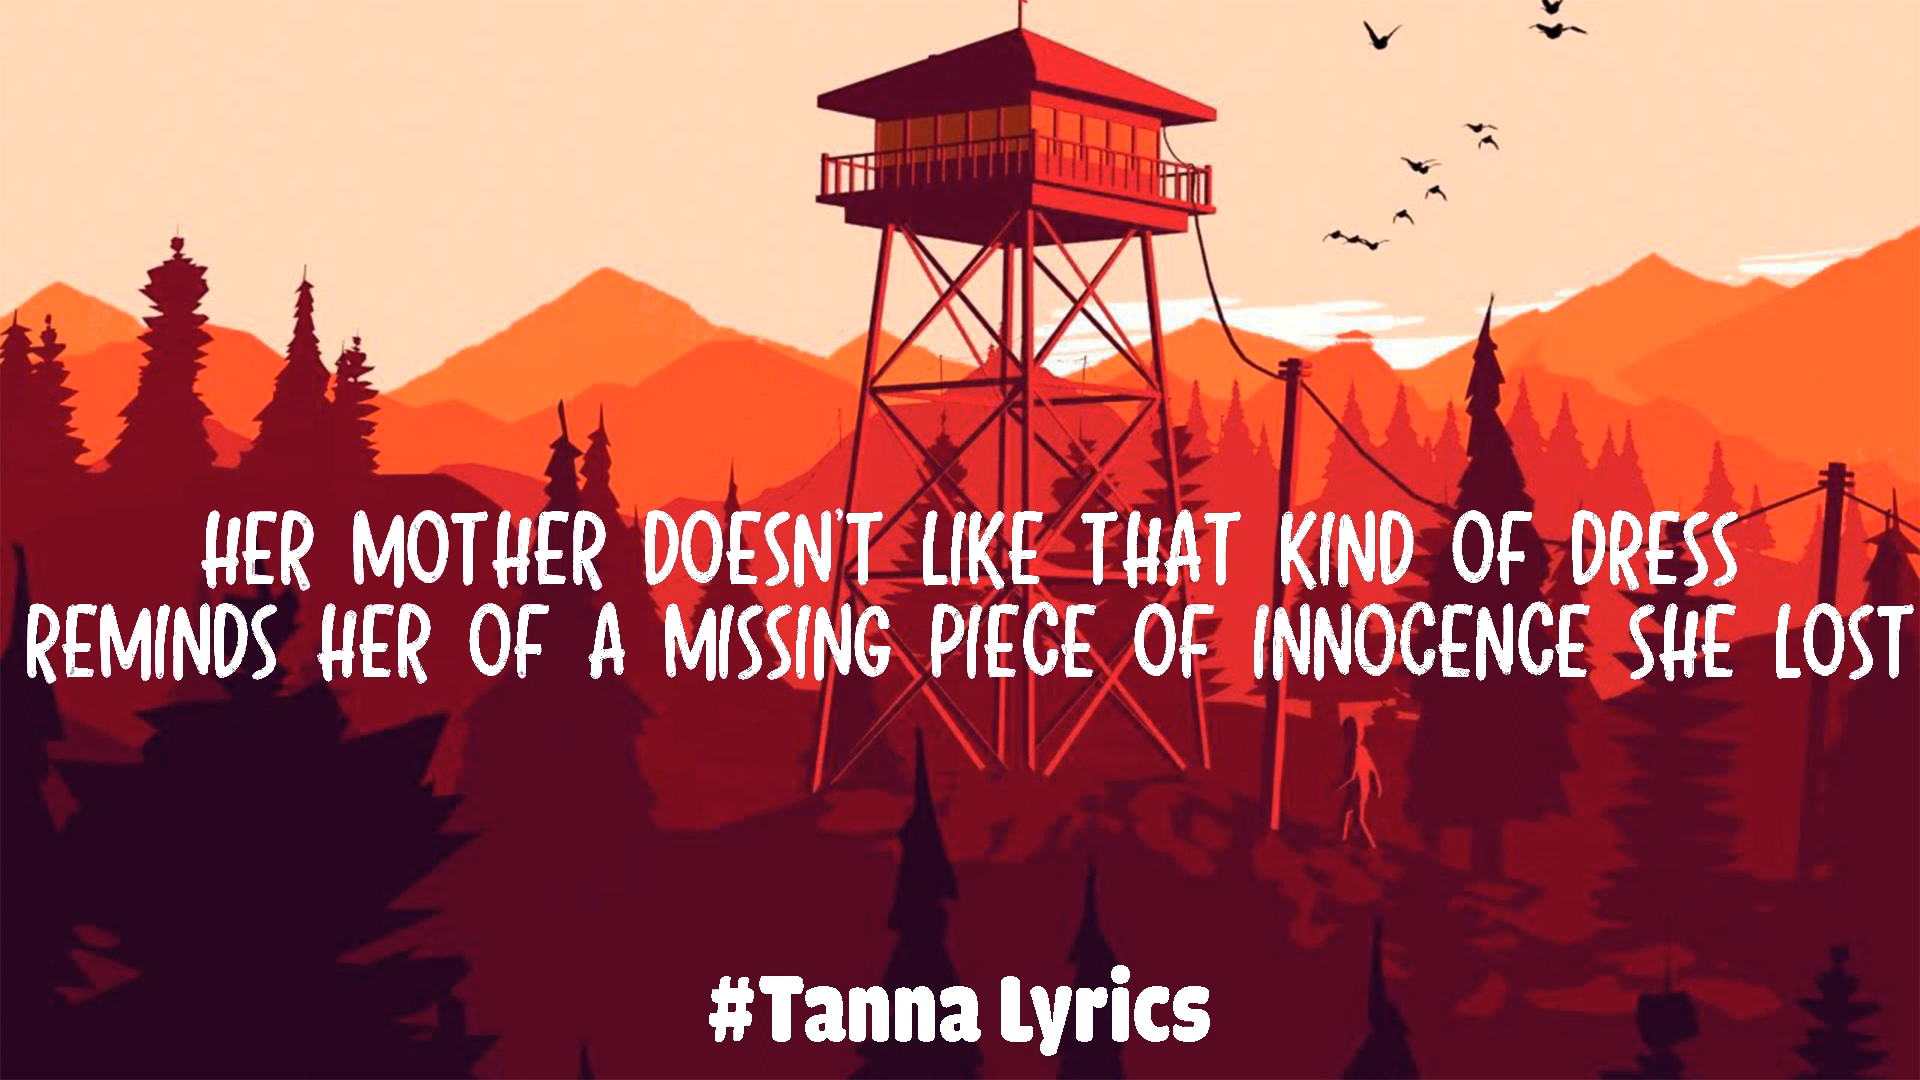 HER MOTHER DOESN'T LIKE THAT KIND OF DRESS
REMINDS HER OF A MISSING PIECE OF INNOCENCE SHE LOST
#Tanna Lyrics